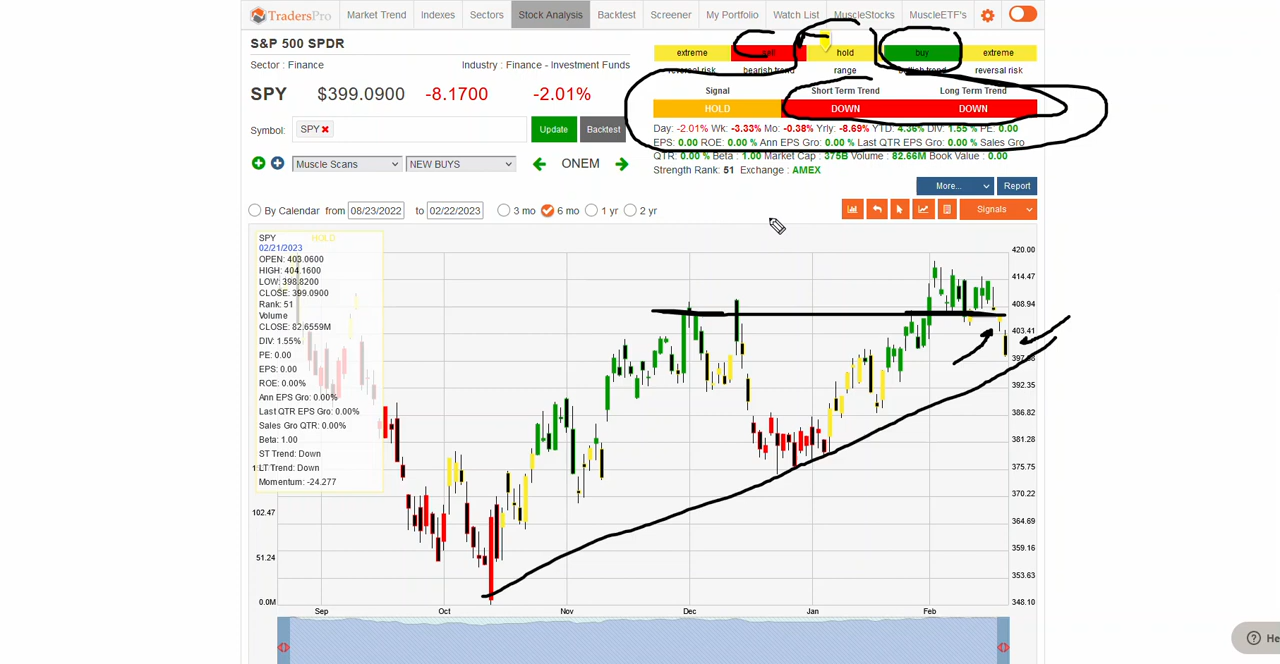 TradersPro Market Trend Indexes Sectors Stock Analysis Backtest Screener My Portfolio Watch List MuscleStocks MuscleETF's
S&P 500 SPDR
Sector : Finance Industry : Finance - Investment Funds
SPY $399.0900 -8.1700 -2.01%
Symbol: SPY Update Backtest
Muscle Scans NEW BUYS ONEM
extreme sell hold buy extreme
reversal risk bearish trend range bullish trend reversal risk
Signal Short Term Trend Long Term Trend
HOLD DOWN DOWN
Day: -2.01% Wk: -3.33% Mo: -0.38% Yrly: -8.69% YTD: 4.36% DIV: 1.55 % PE: 0.00
EPS: 0.00 ROE: 0.00 % Ann EPS Gro: 0.00 % Last QTR EPS Gro: 0.00 % Sales Gro
QTR: 0.00 % Beta : 1.00 Market Cap : 375B Volume : 82.66M Book Value : 0.00
Strength Rank: 51 Exchange : AMEX
More... Report
By Calendar from 08/23/2022 to 02/22/2023 3 mo 6 mo 1 yr 2 yr Signals
SPY HOLD
02/21/2023
OPEN: 403.0600
HIGH: 404.1600
LOW: 398.8200
CLOSE: 399.0900
Rank: 51
Volume
CLOSE: 82.6559M
DIV: 1.55%
PE: 0.00
EPS: 0.00
ROE: 0.00%
Ann EPS Gro: 0.00%
Last QTR EPS Gro: 0.00%
Sales Gro QTR: 0.00%
Beta: 1.00
ST Trend: Down
LT Trend: Down
Momentum: -24.277
102.47
51.24
0.0M
420.00
414.47
408.94
403.41
397.88
392.35
386.82
381.28
375.75
370.22
364.69
359.16
353.63
348.10
Sep Oct Nov Dec Jan Feb